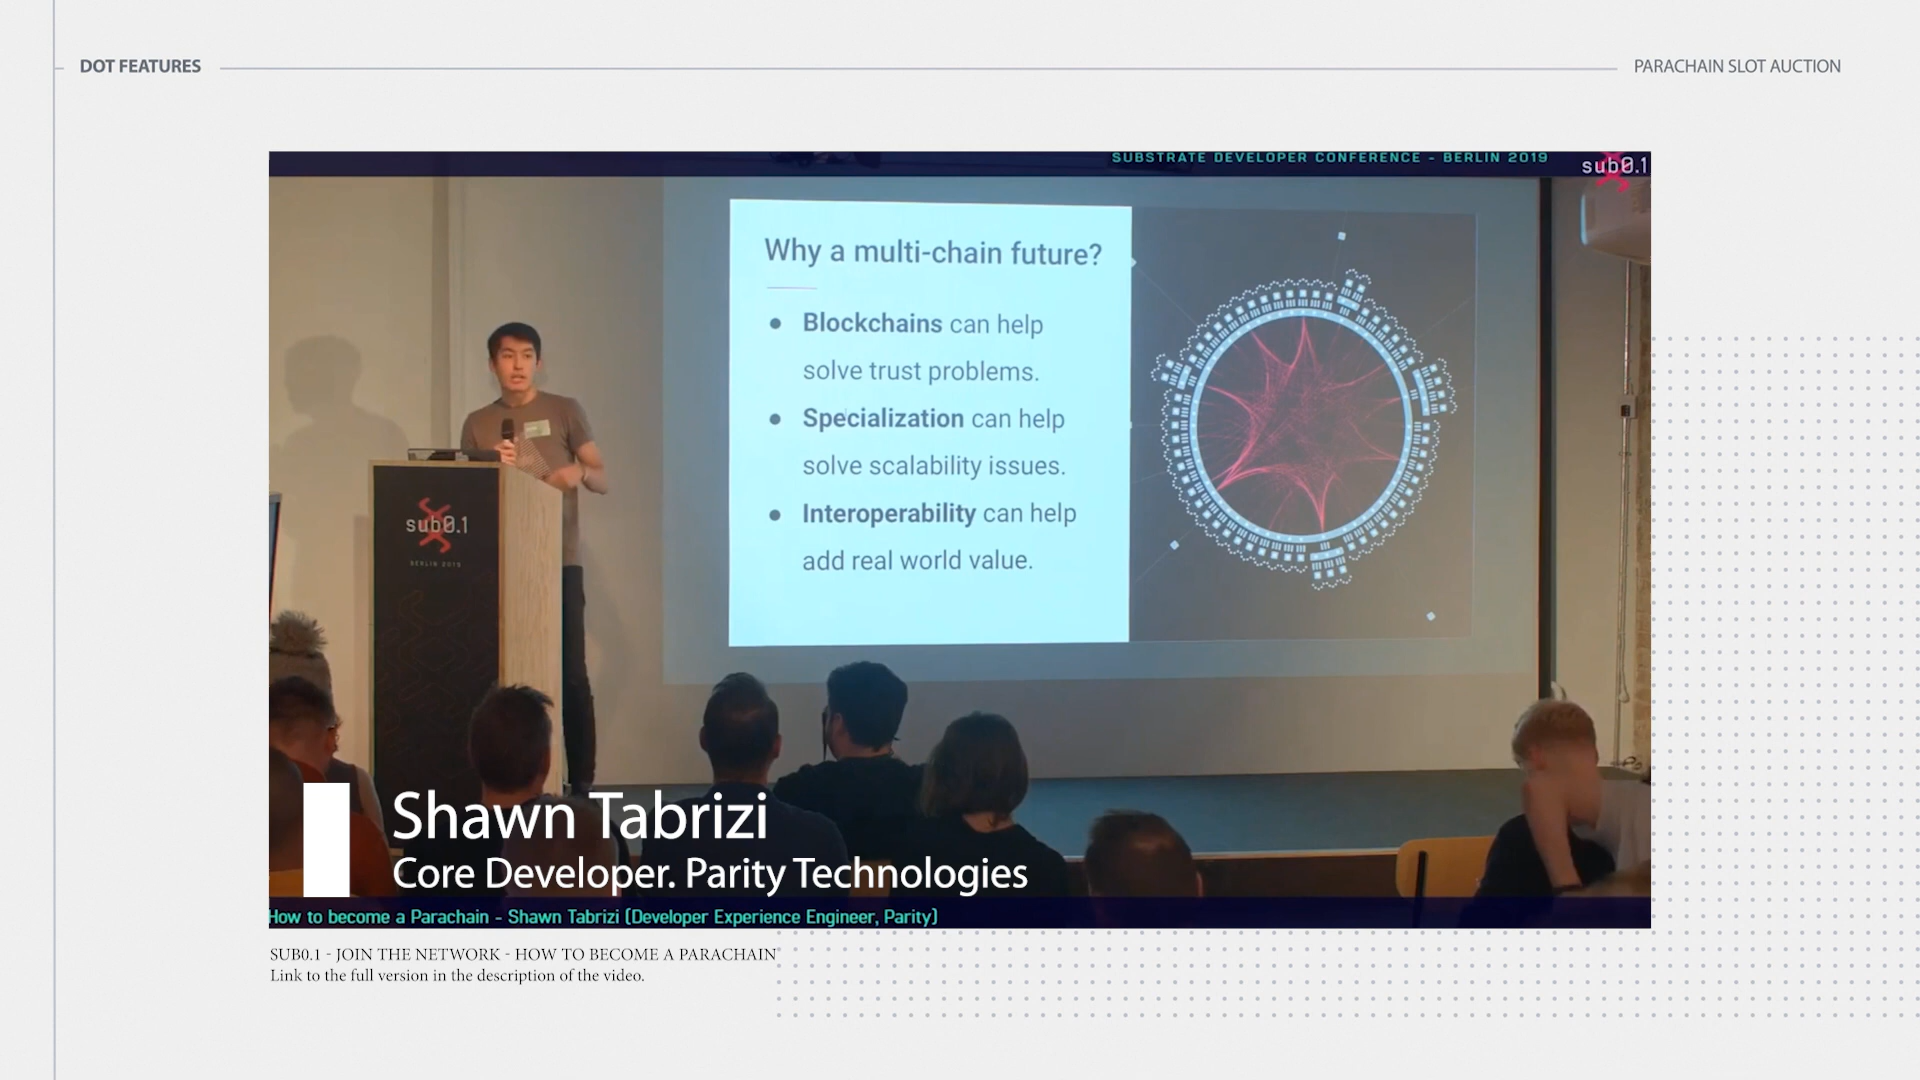 DOT FEATURES
PARACHAIN SLOT AUCTION
SUBSTRATE DEVELOPER CONFERENCE - BERLIN 2019
sub0.1
Why a multi-chain future?
● Blockchains can help
solve trust problems.
● Specialization can help
solve scalability issues.
● Interoperability can help
add real world value.
sub0.1
BERLIN 2019
Shawn Tabrizi
Core Developer. Parity Technologies
How to become a Parachain - Shawn Tabrizi (Developer Experience Engineer, Parity)
SUB0.1 - JOIN THE NETWORK - HOW TO BECOME A PARACHAIN
Link to the full version in the description of the video.